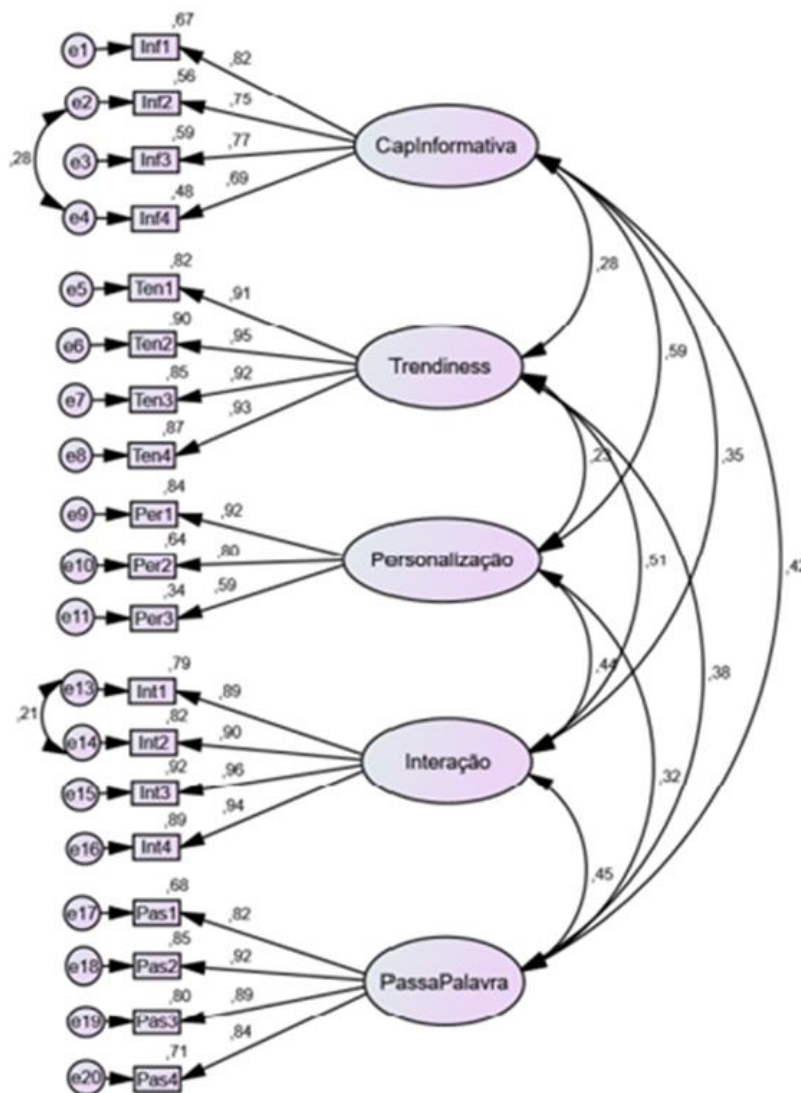 ,67
e1 Inf1
,82
,56
e2 Inf2
,75
CapInformativa
,59
e3 Inf3
,77
,28
,48
,69
e4 Inf4
,82
,28
e5 Ten1
,91
,90
e6 Ten2
,95
,59
Trendiness
,85
e7 Ten3
,92
,87
,93
e8 Ten4
,23
,35
,84
e9 Per1
,92
,64
e10 Per2
,80
Personalização
,51
,34
,59
e11 Per3
,79
,44
,38
e13 Int1
,89
,21
,82
e14 Int2
,90
Interação
,92
e15 Int3
,96
,32
,89
,94
e16 Int4
,68
,45
e17 Pas1
,82
,85
e18 Pas2
,92
PassaPalavra
,80
e19 Pas3
,89
,71
,84
e20 Pas4